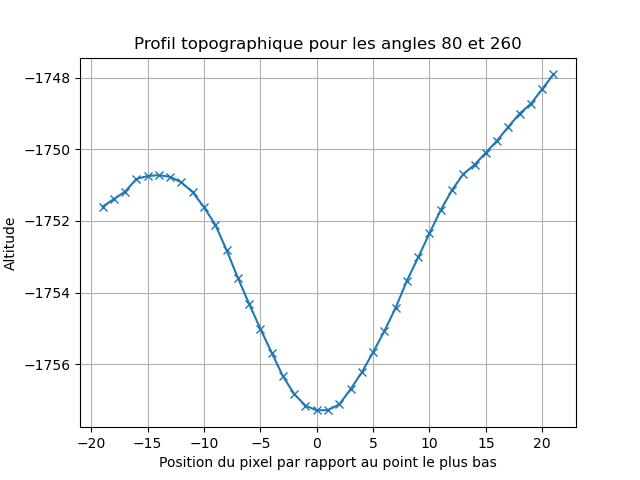 Profil topographique pour les angles 80 et 260
Altitude
−1748
−1750
−1752
−1754
−1756
−20 −15 −10 −5 0 5 10 15 20
Position du pixel par rapport au point le plus bas